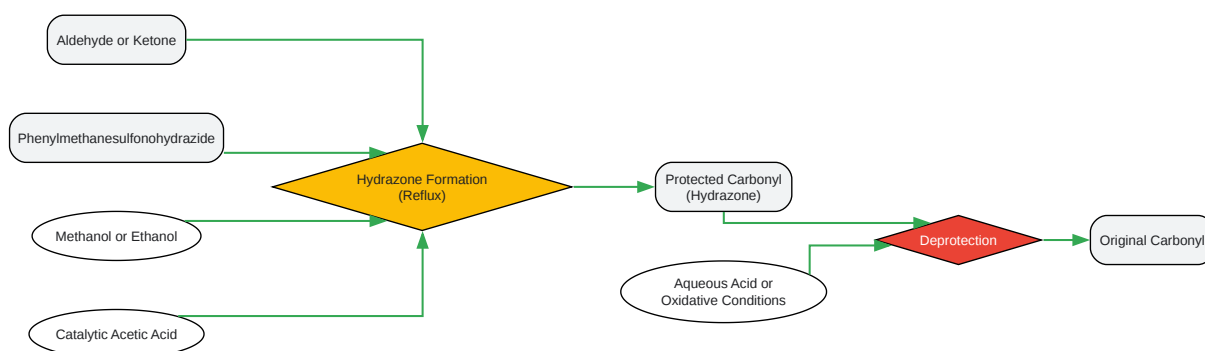 Aldehyde or Ketone
Phenylmethanesulfonohydrazide
Methanol or Ethanol
Catalytic Acetic Acid
Hydrazone Formation
(Reflux)
Protected Carbonyl
(Hydrazone)
Aqueous Acid or
Oxidative Conditions
Deprotection
Original Carbonyl